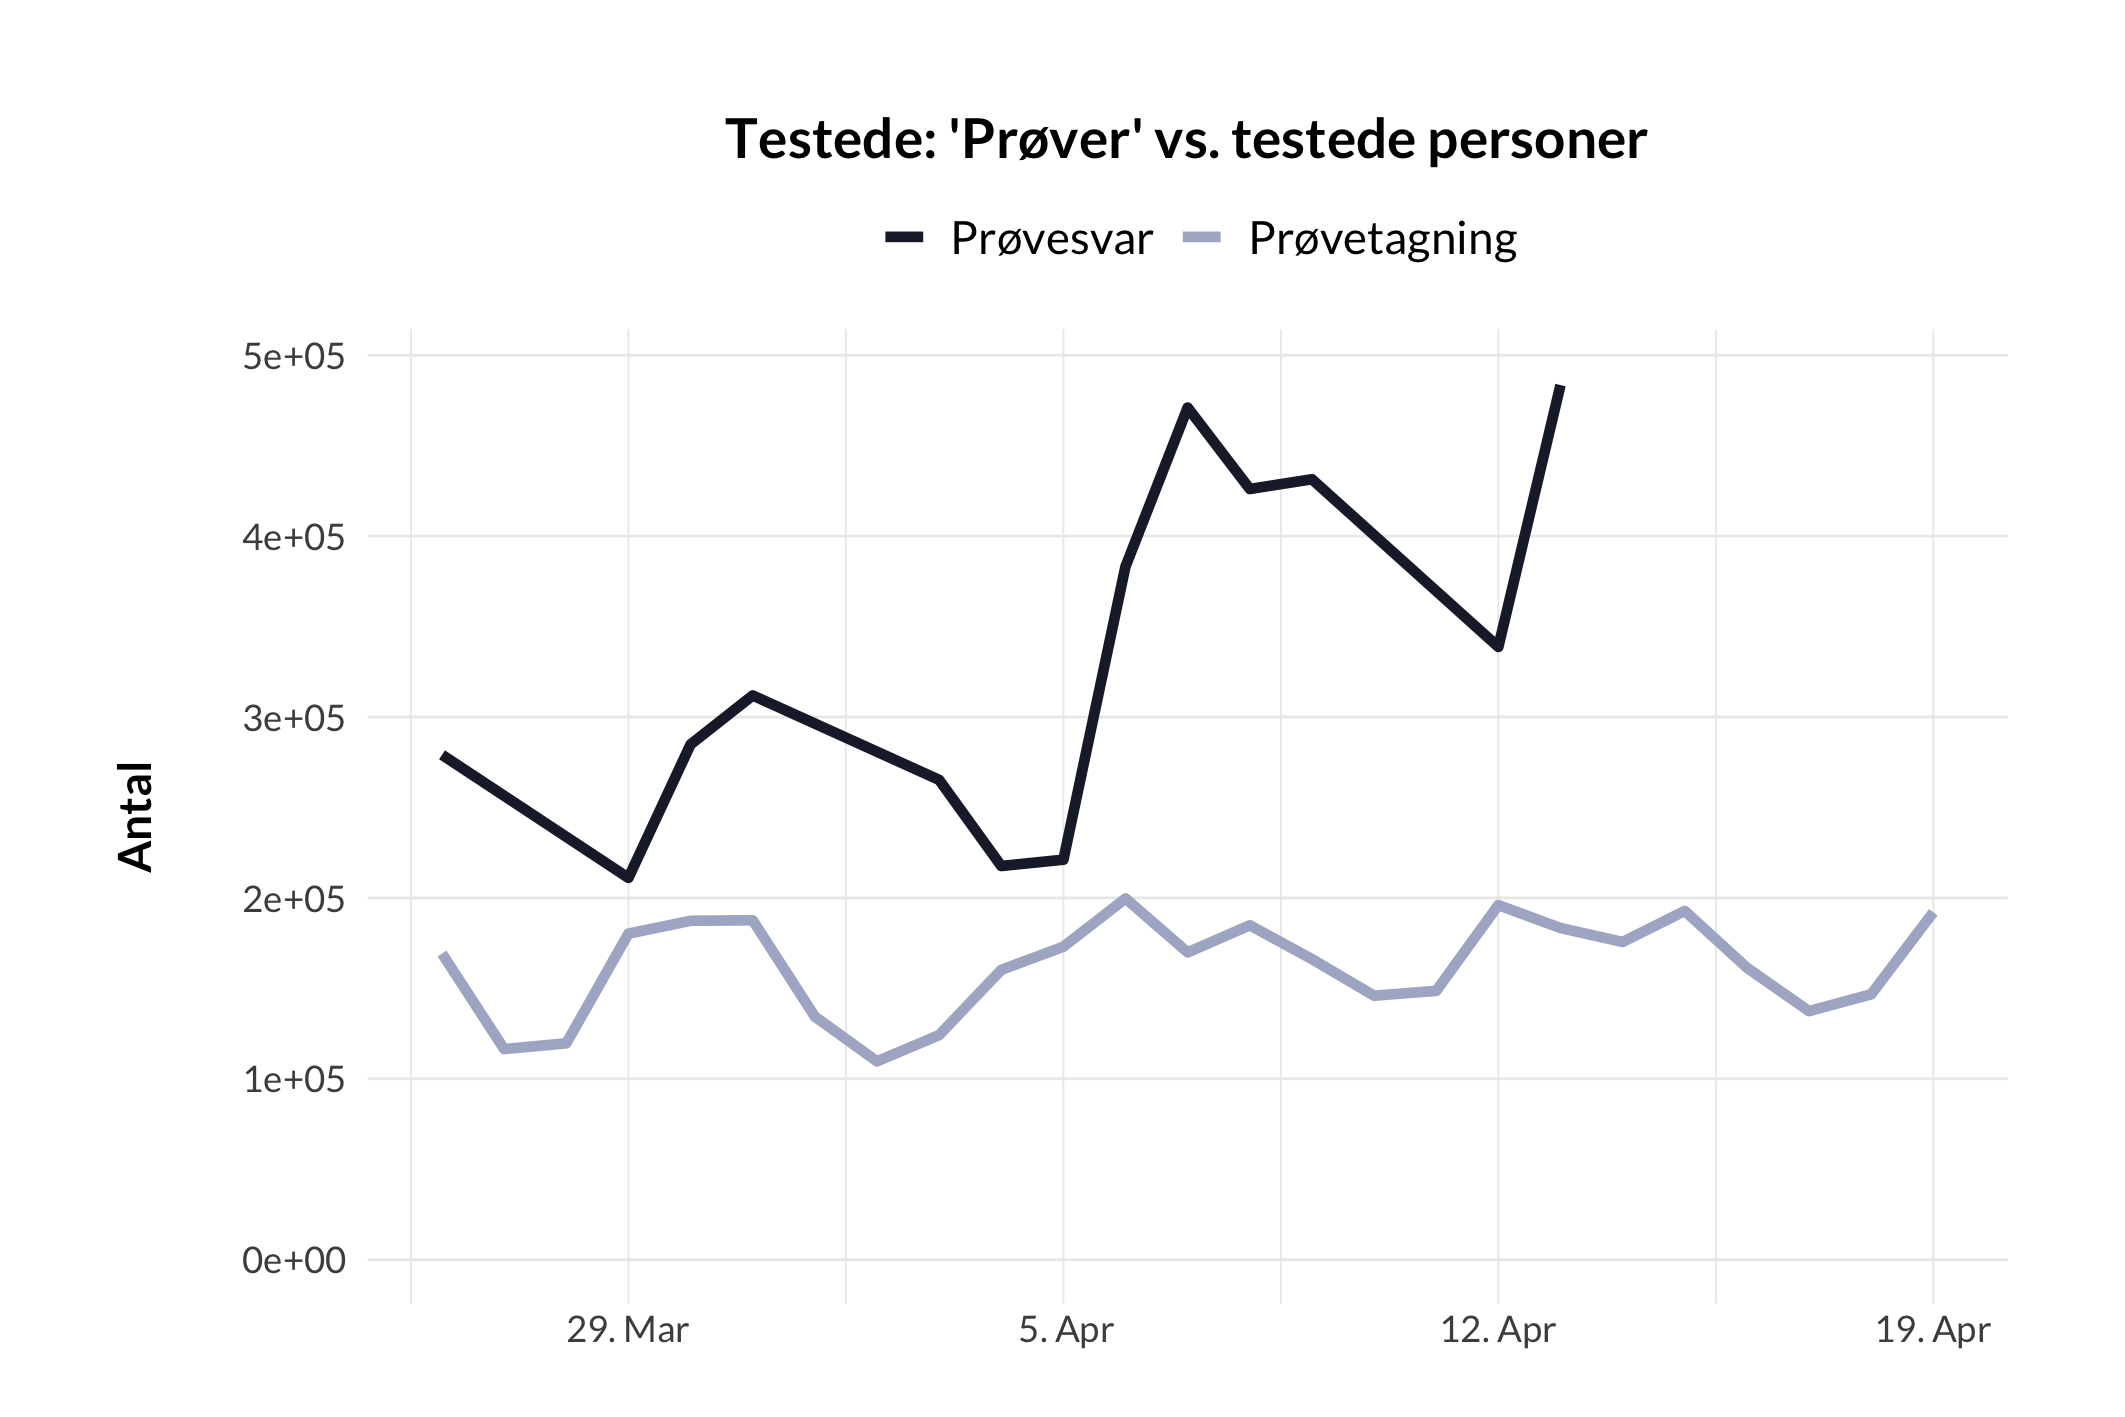 Testede: 'Prøver' vs. testede personer
Prøvesvar Prøvetagning
5e+05
4e+05
3e+05
2e+05
1e+05
0e+00
Antal
29. Mar 5. Apr 12. Apr 19. Apr